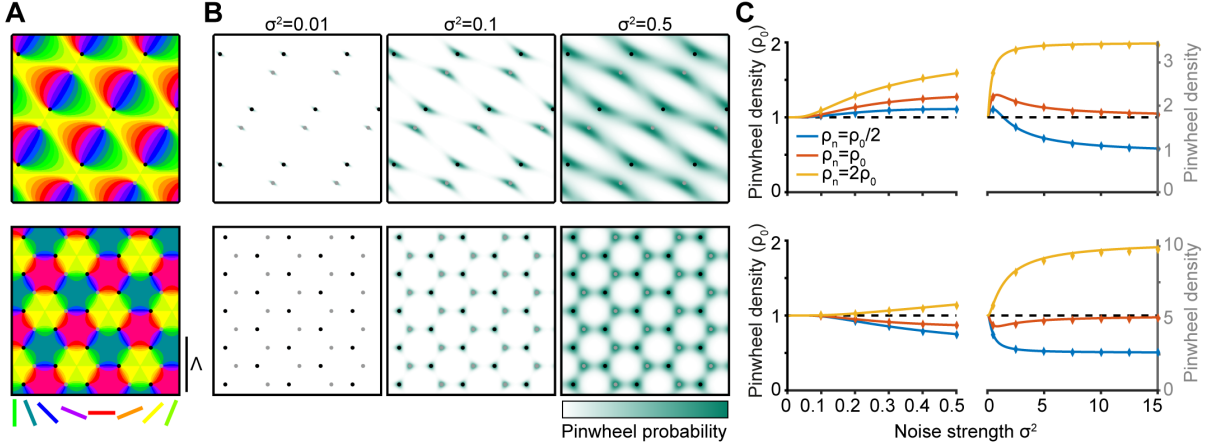 A
B
C
σ²=0.01
σ²=0.1
σ²=0.5
Pinwheel density (ρ₀)
2
1
0
ρₙ=ρ₀/2
ρₙ=ρ₀
ρₙ=2ρ₀
3
2
1
0
Pinwheel density
Λ
Pinwheel probability
Pinwheel density (ρ₀)
2
1
0
0 0.1 0.2 0.3 0.4 0.5
0 5 10 15
10
5
0
Pinwheel density
Noise strength σ²